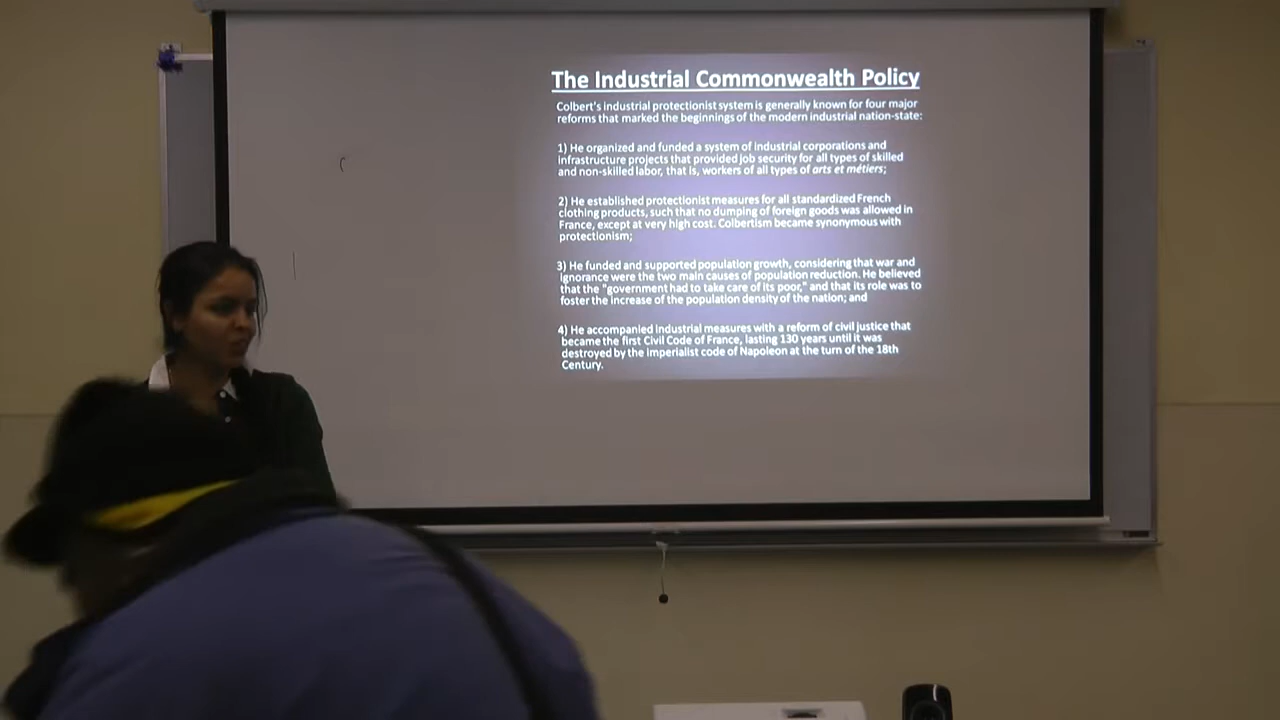 The Industrial Commonwealth Policy
Colbert's industrial protectionist system is generally known for four major
reforms that marked the beginnings of the modern industrial nation-state:
1) He organized and funded a system of industrial corporations and
infrastructure projects that provided job security for all types of skilled
and non-skilled labor, that is, workers of all types of arts et métiers;
2) He established protectionist measures for all standardized French
clothing products, such that no dumping of foreign goods was allowed in
France, except at very high cost. Colbertism became synonymous with
protectionism;
3) He funded and supported population growth, considering that war and
ignorance were the two main causes of population reduction. He believed
that the "government had to take care of its poor," and that its role was to
foster the increase of the population density of the nation; and
4) He accompanied industrial measures with a reform of civil justice that
became the first Civil Code of France, lasting 130 years until it was
destroyed by the imperialist code of Napoleon at the turn of the 18th
Century.